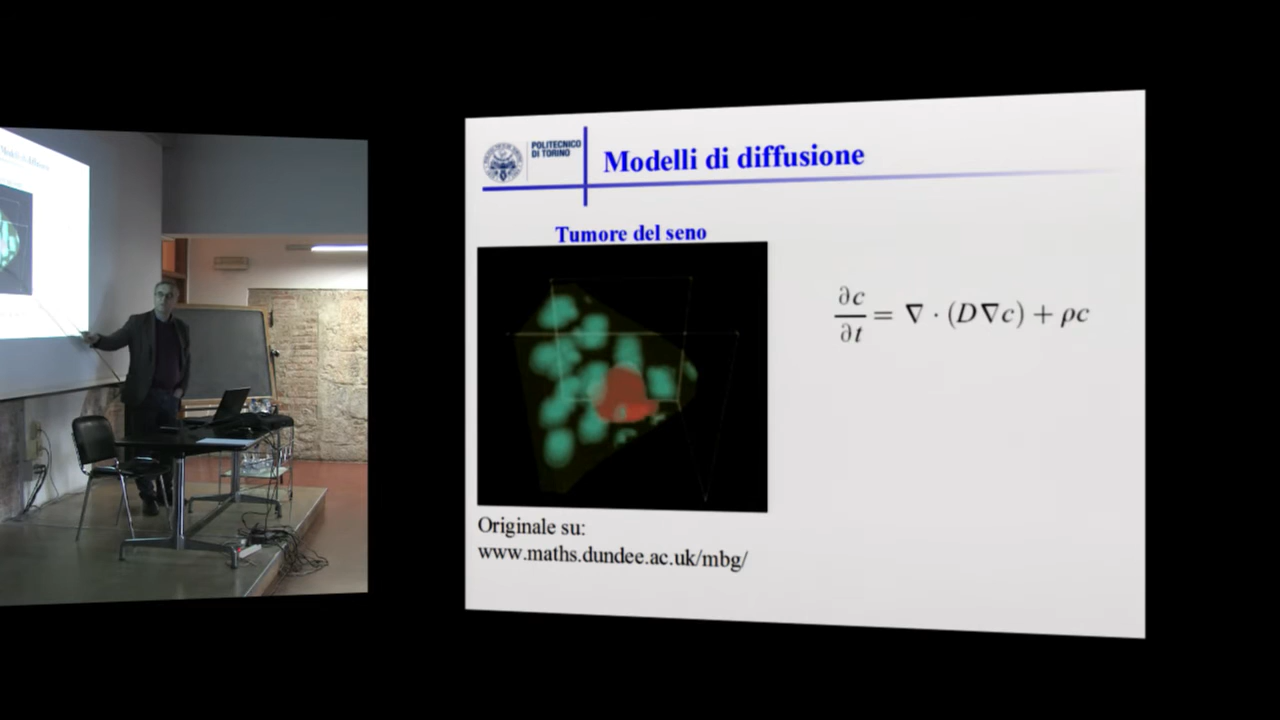 POLITECNICO
DI TORINO
Modelli di diffusione
Tumore del seno
∂c/∂t = ∇ · (D∇c) + ρc
Originale su:
www.maths.dundee.ac.uk/mbg/